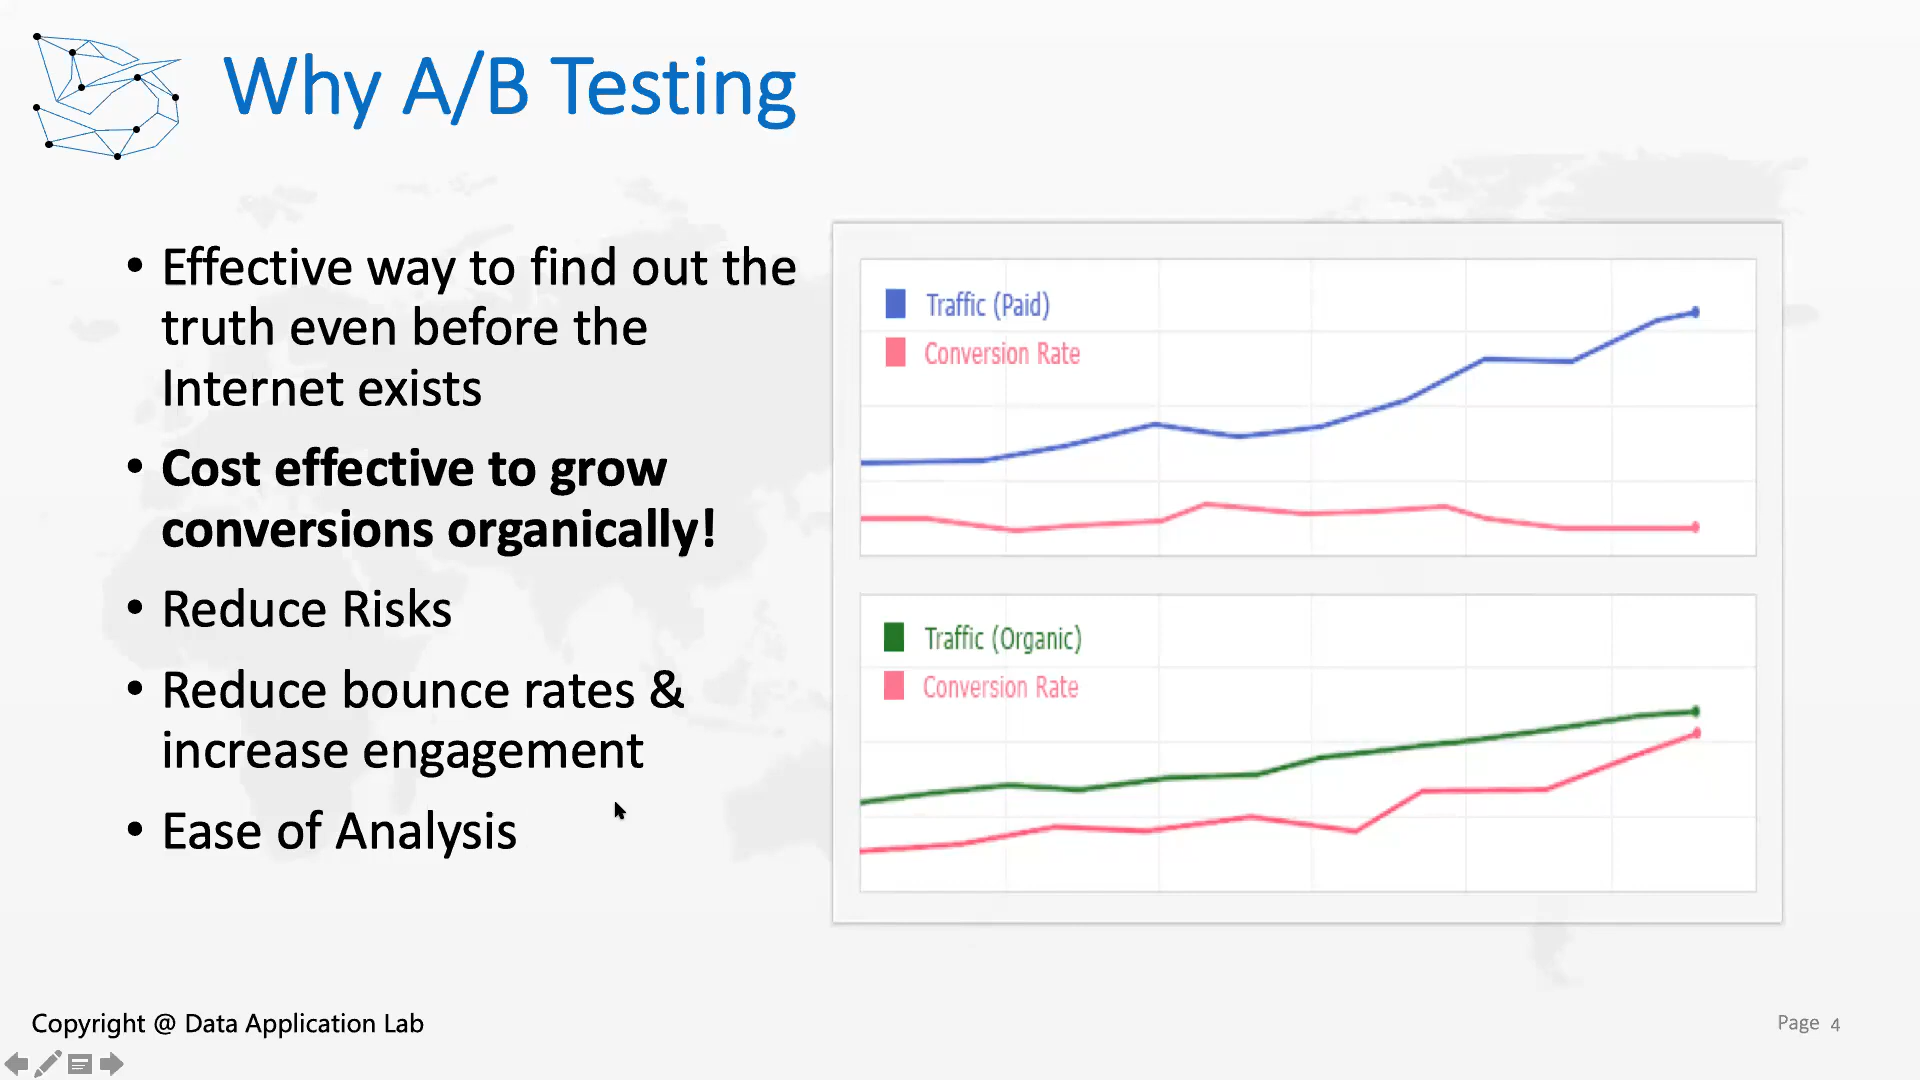 Why A/B Testing
• Effective way to find out the
truth even before the
Internet exists
• Cost effective to grow
conversions organically!
• Reduce Risks
• Reduce bounce rates &
increase engagement
• Ease of Analysis
Traffic (Paid)
Conversion Rate
Traffic (Organic)
Conversion Rate
Copyright @ Data Application Lab
Page 4